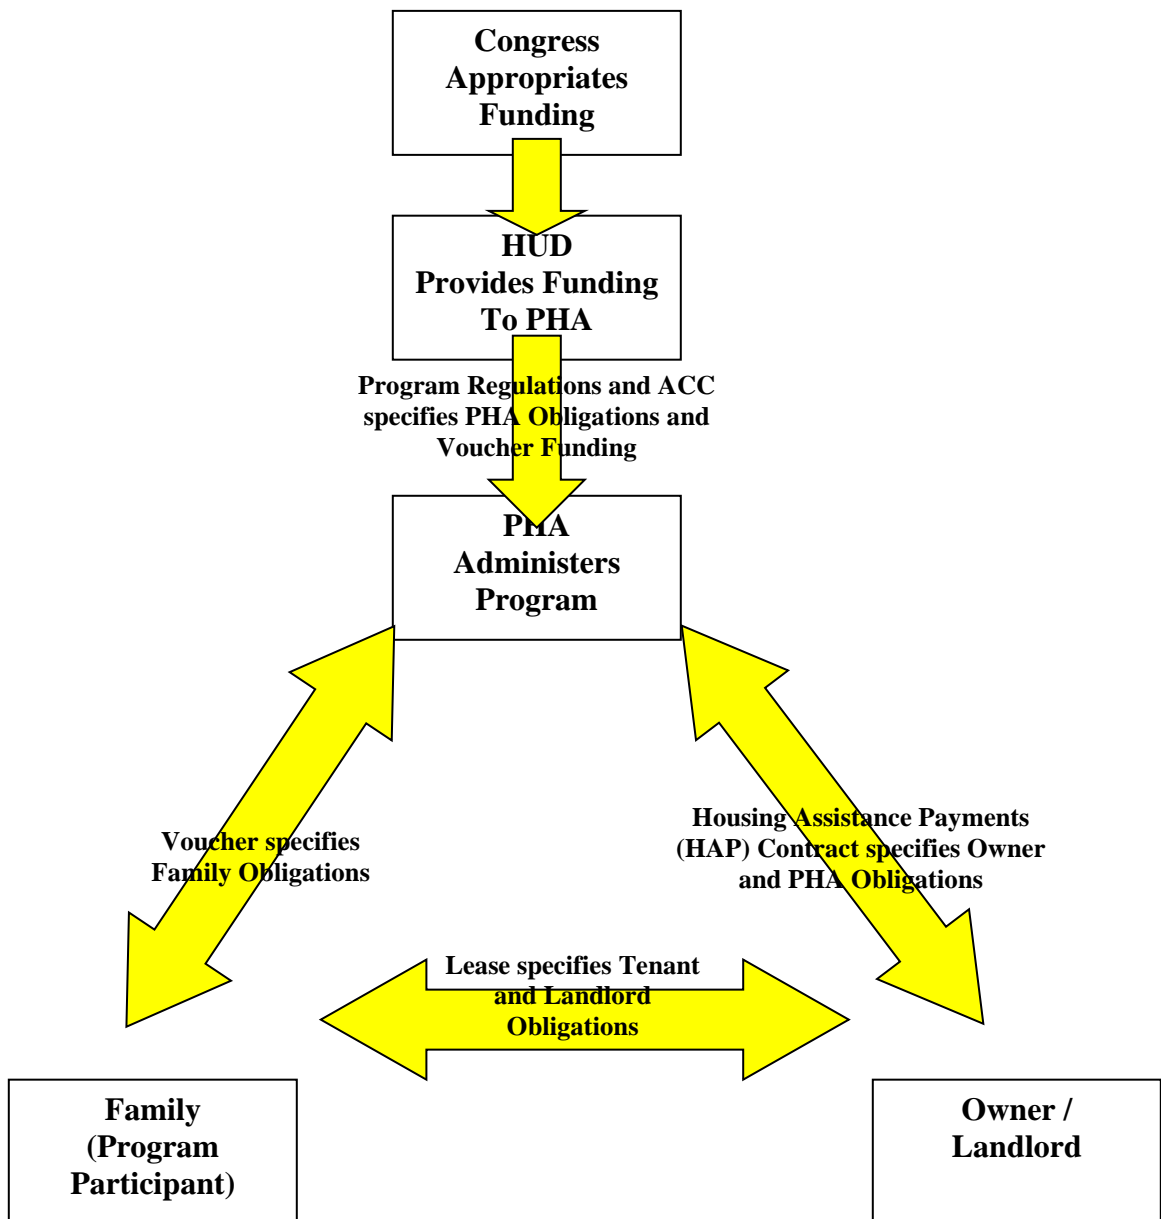 Congress
Appropriates
Funding
HUD
Provides Funding
To PHA
Program Regulations and ACC
specifies PHA Obligations and
Voucher Funding
PHA
Administers
Program
Voucher specifies
Family Obligations
Housing Assistance Payments
(HAP) Contract specifies Owner
and PHA Obligations
Lease specifies Tenant
and Landlord
Obligations
Family
(Program
Participant)
Owner /
Landlord